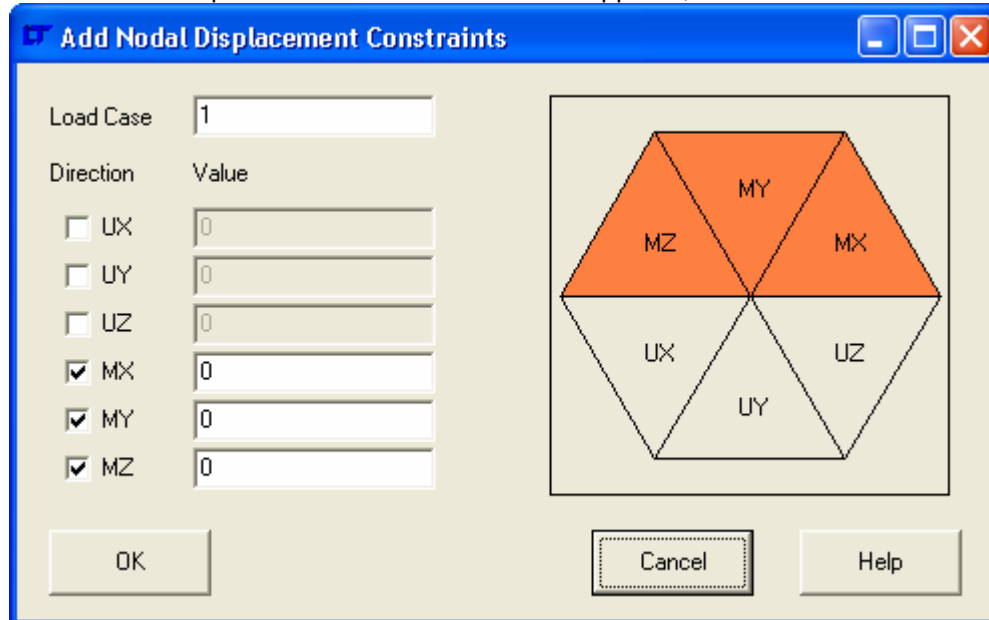 Add Nodal Displacement Constraints
Load Case 1
Direction Value
UX 0
UY 0
UZ 0
MX 0
MY 0
MZ 0
MY
MZ MX
UX UZ
UY
OK Cancel Help